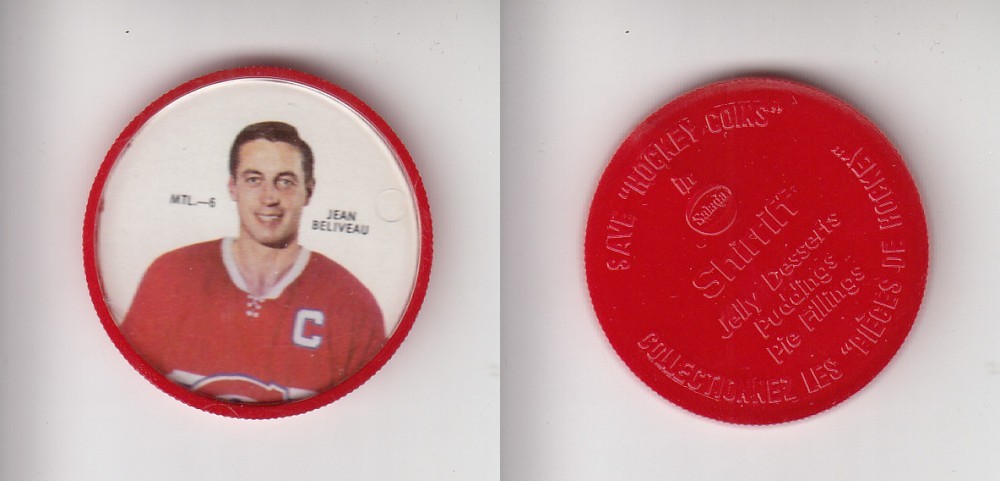 MTL.—6
JEAN
BELIVEAU
C
SAVE "HOCKEY COINS"
In
Salada
Shirriff
Jelly Desserts
Puddings
Pie Fillings
COLLECTIONNEZ LES "PIÈCES DE HOCKEY"